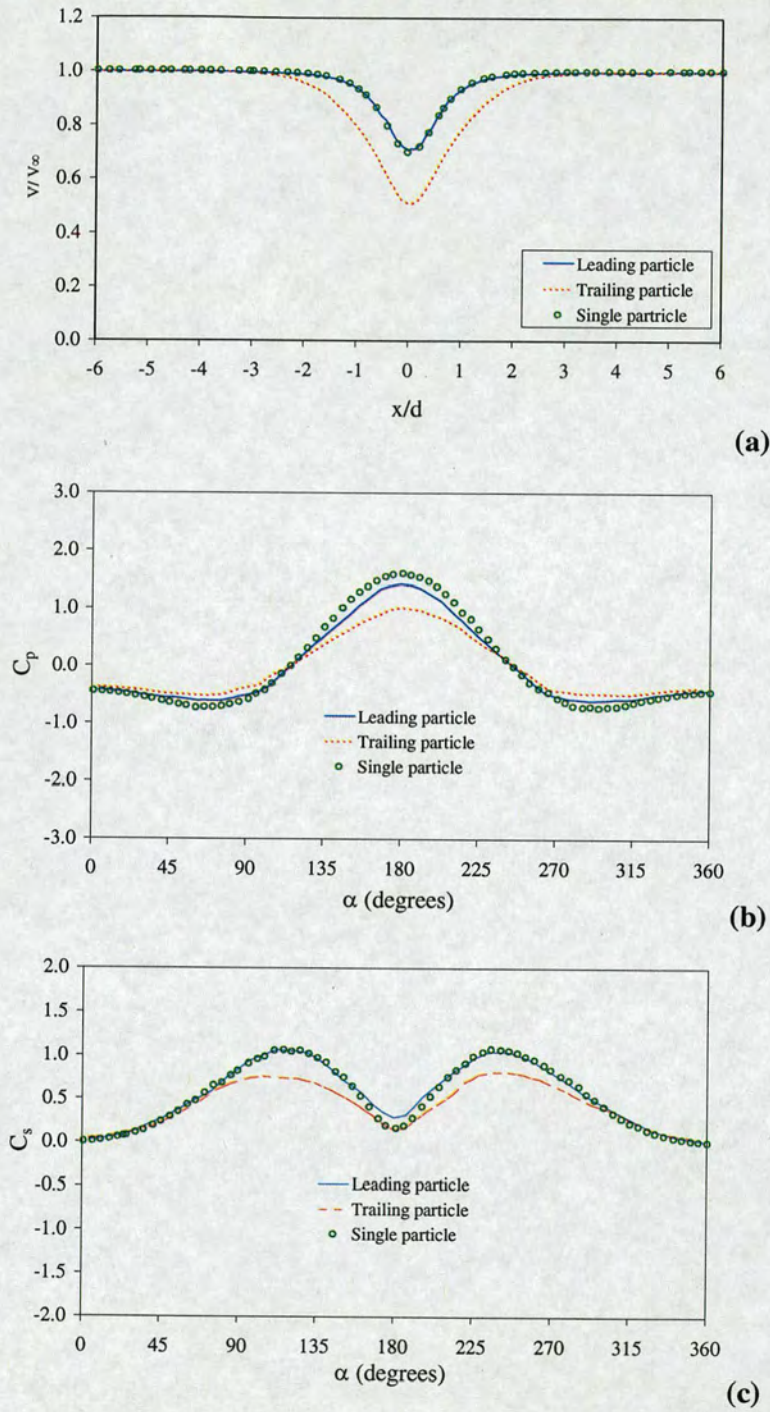 1.2
1.0
0.8
0.6
0.4
0.2
0.0
v/v∞
Leading particle
Trailing particle
Single partricle
-6 -5 -4 -3 -2 -1 0 1 2 3 4 5 6
x/d
(a)
3.0
2.0
1.0
0.0
-1.0
-2.0
-3.0
Cp
Leading particle
Trailing particle
Single particle
0 45 90 135 180 225 270 315 360
α (degrees)
(b)
2.0
1.5
1.0
0.5
0.0
-0.5
-1.0
-1.5
-2.0
Cs
Leading particle
Trailing particle
Single particle
0 45 90 135 180 225 270 315 360
α (degrees)
(c)